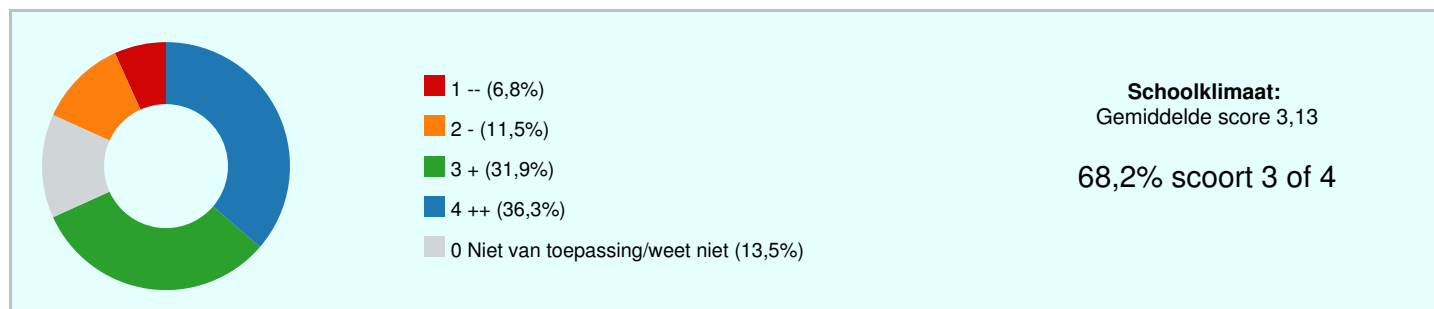 1 -- (6,8%)
2 - (11,5%)
3 + (31,9%)
4 ++ (36,3%)
0 Niet van toepassing/weet niet (13,5%)
Schoolklimaat:
Gemiddelde score 3,13
68,2% scoort 3 of 4